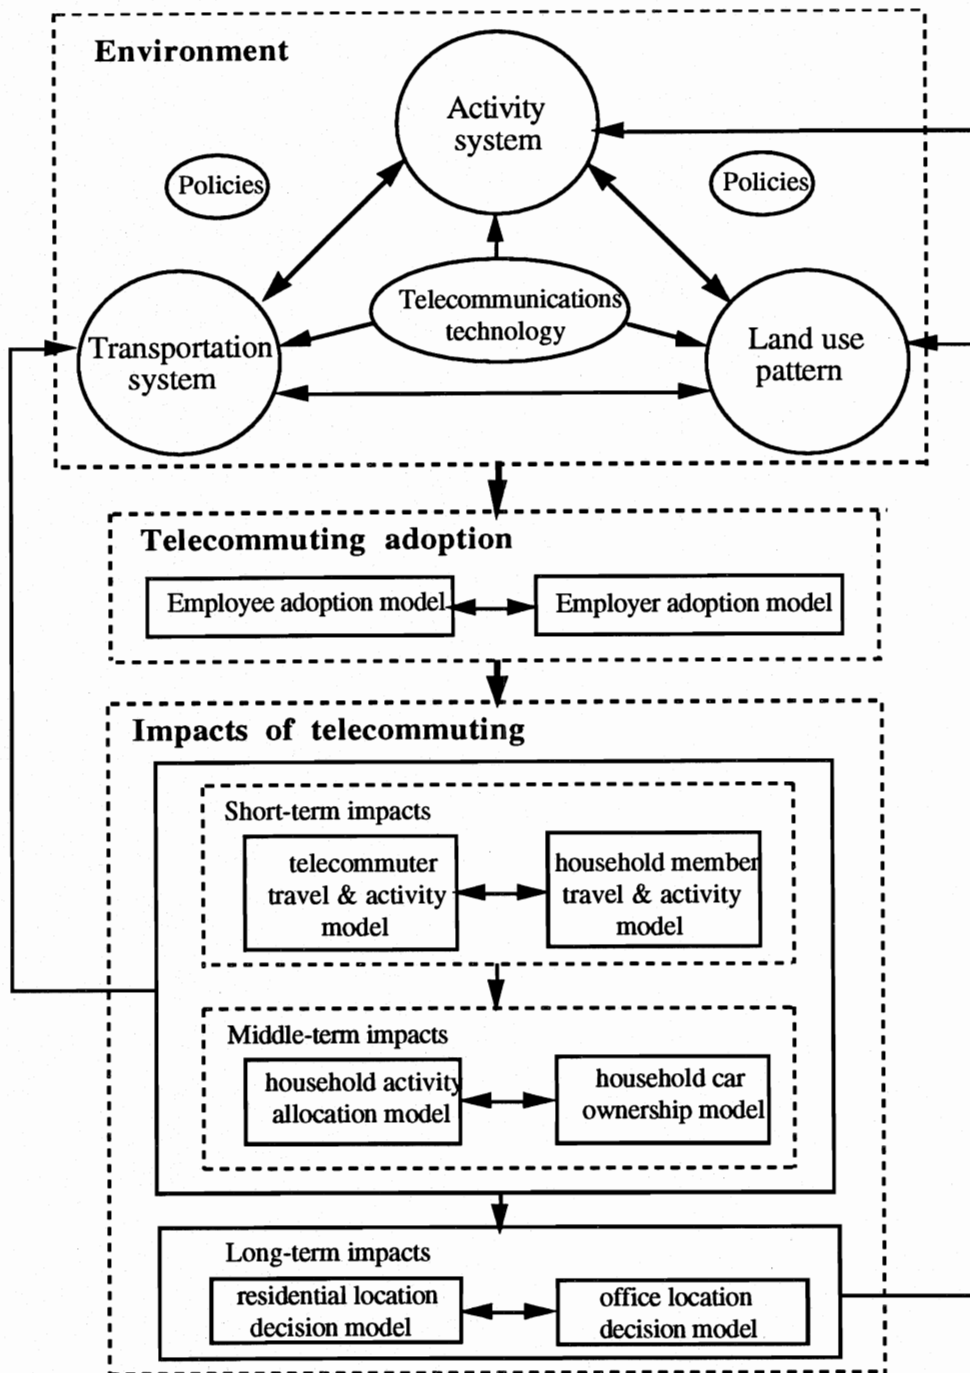 Environment
Activity
system
Policies
Policies
Telecommunications
technology
Transportation
system
Land use
pattern
Telecommuting adoption
Employee adoption model
Employer adoption model
Impacts of telecommuting
Short-term impacts
telecommuter
travel & activity
model
household member
travel & activity
model
Middle-term impacts
household activity
allocation model
household car
ownership model
Long-term impacts
residential location
decision model
office location
decision model